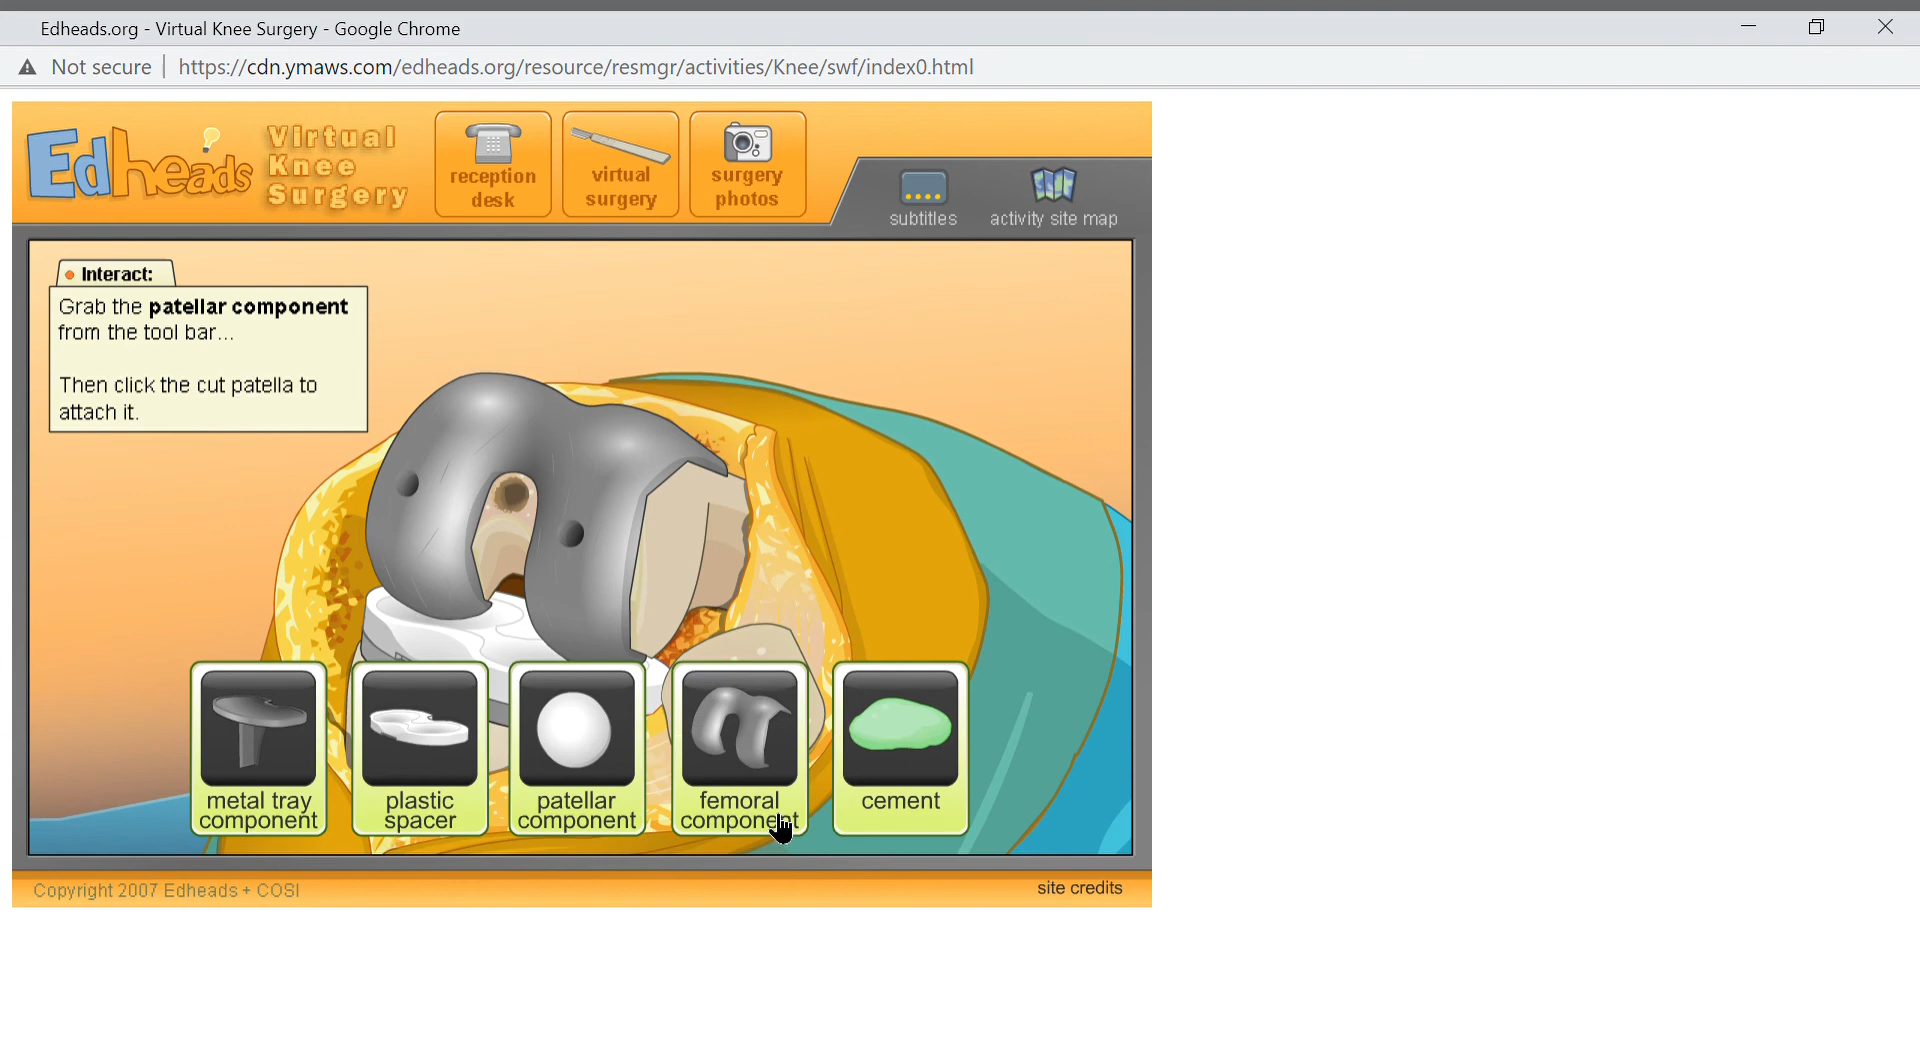 Edheads.org - Virtual Knee Surgery - Google Chrome
Not secure https://cdn.ymaws.com/edheads.org/resource/resmgr/activities/Knee/swf/index0.html
Edheads
Virtual
Knee
Surgery
reception
desk
virtual
surgery
surgery
photos
subtitles
activity site map
Interact:
Grab the patellar component
from the tool bar...
Then click the cut patella to
attach it.
metal tray
component
plastic
spacer
patellar
component
femoral
component
cement
Copyright 2007 Edheads + COSI
site credits